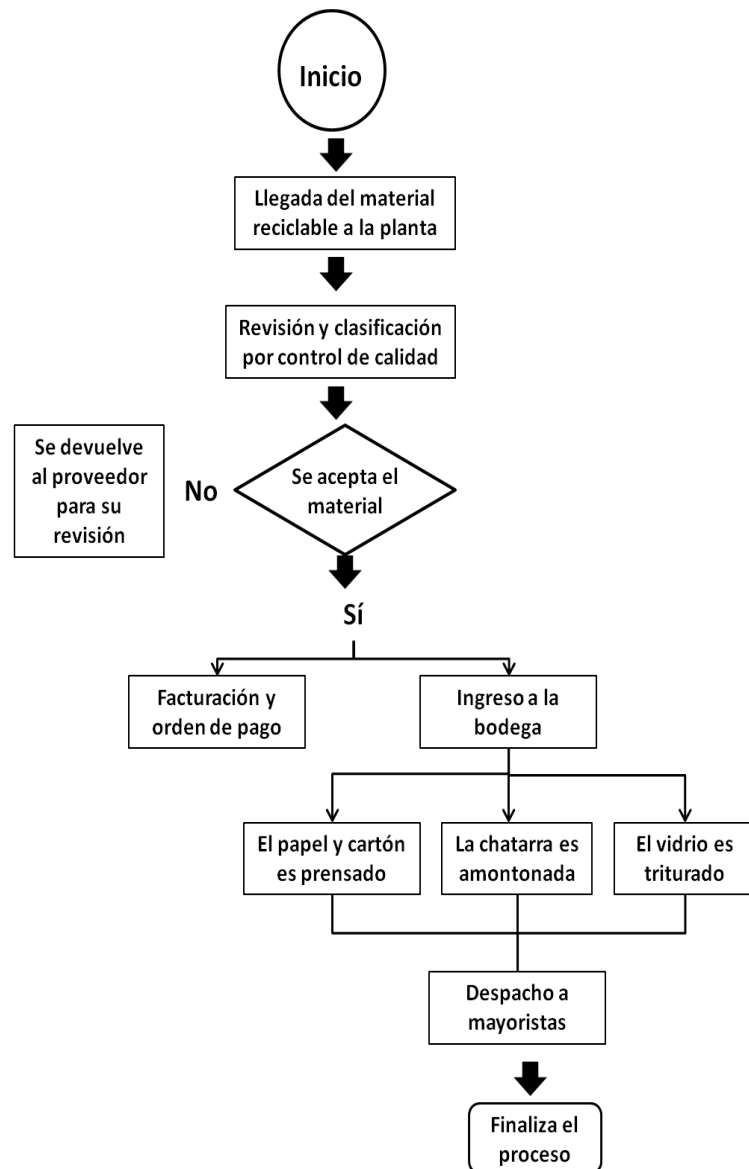 Inicio
Llegada del material
reciclable a la planta
Revisión y clasificación
por control de calidad
Se devuelve
al proveedor
para su
revisión
No
Se acepta el
material
Sí
Facturación y
orden de pago
Ingreso a la
bodega
El papel y cartón
es prensado
La chatarra es
amontonada
El vidrio es
triturado
Despacho a
mayoristas
Finaliza el
proceso